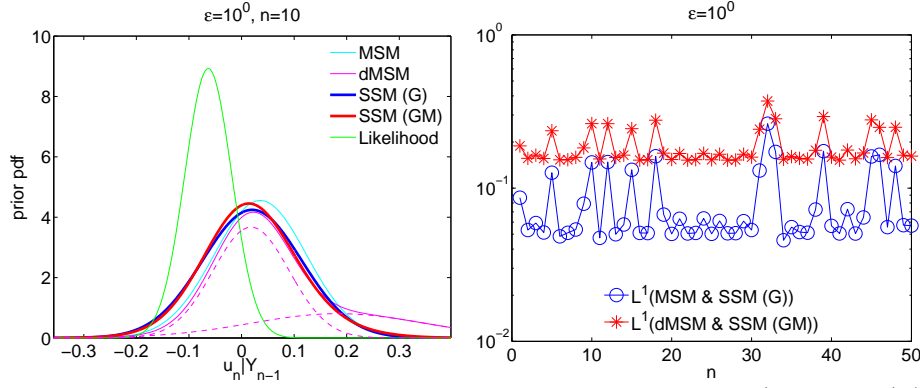 ε=10⁰, n=10
prior pdf
10
8
6
4
2
0
MSM
dMSM
SSM (G)
SSM (GM)
Likelihood
−0.3 −0.2 −0.1 0 0.1 0.2 0.3
uₙ|Yₙ₋₁
ε=10⁰
10⁰
10⁻¹
10⁻²
L¹(MSM & SSM (G))
L¹(dMSM & SSM (GM))
0 10 20 30 40 50
n